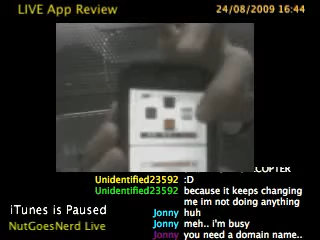 LIVE App Review
24/08/2009 16:44
Unidentified23592 :D
Unidentified23592 because it keeps changing
me im not doing anything
iTunes is Paused
Jonny huh
NutGoesNerd Live
Jonny meh.. i'm busy
Jonny you need a domain name..